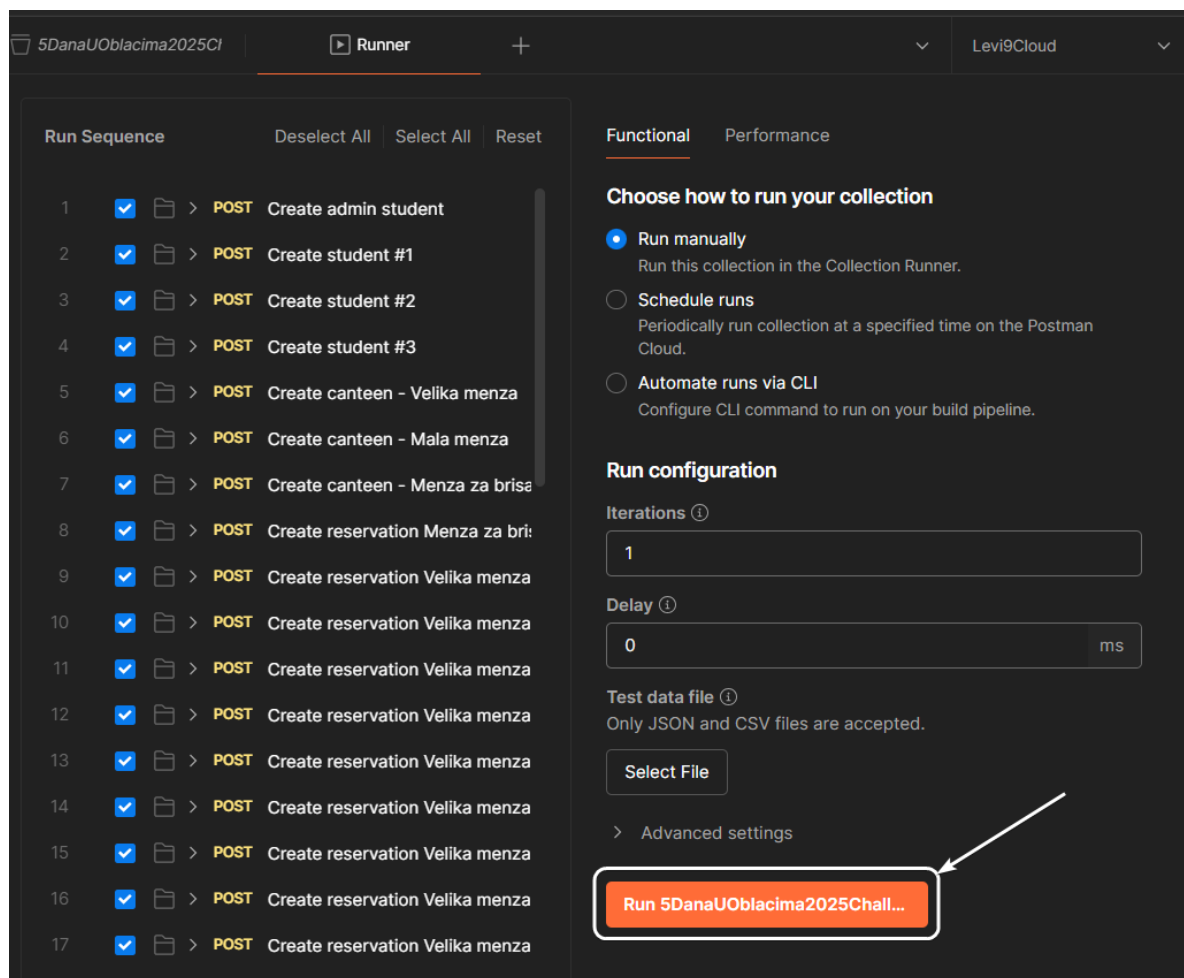 5DanaUOblacima2025Cl
Runner
Levi9Cloud
Run Sequence
Deselect All
Select All
Reset
1 POST Create admin student
2 POST Create student #1
3 POST Create student #2
4 POST Create student #3
5 POST Create canteen - Velika menza
6 POST Create canteen - Mala menza
7 POST Create canteen - Menza za brisa
8 POST Create reservation Menza za bri
9 POST Create reservation Velika menza
10 POST Create reservation Velika menza
11 POST Create reservation Velika menza
12 POST Create reservation Velika menza
13 POST Create reservation Velika menza
14 POST Create reservation Velika menza
15 POST Create reservation Velika menza
16 POST Create reservation Velika menza
17 POST Create reservation Velika menza
Functional
Performance
Choose how to run your collection
Run manually
Run this collection in the Collection Runner.
Schedule runs
Periodically run collection at a specified time on the Postman
Cloud.
Automate runs via CLI
Configure CLI command to run on your build pipeline.
Run configuration
Iterations
1
Delay
0 ms
Test data file
Only JSON and CSV files are accepted.
Select File
Advanced settings
Run 5DanaUOblacima2025Chall...